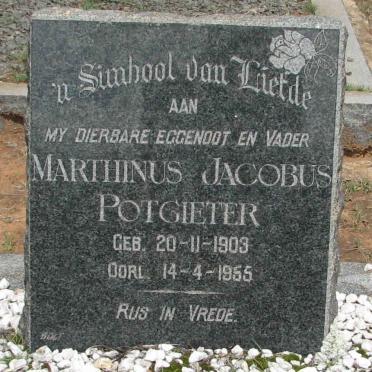 'n Simbool van Liefde
AAN
MY DIERBARE EGGENOOT EN VADER
MARTHINUS JACOBUS
POTGIETER
GEB. 20-11-1903
OORL. 14-4-1955
RUS IN VREDE.